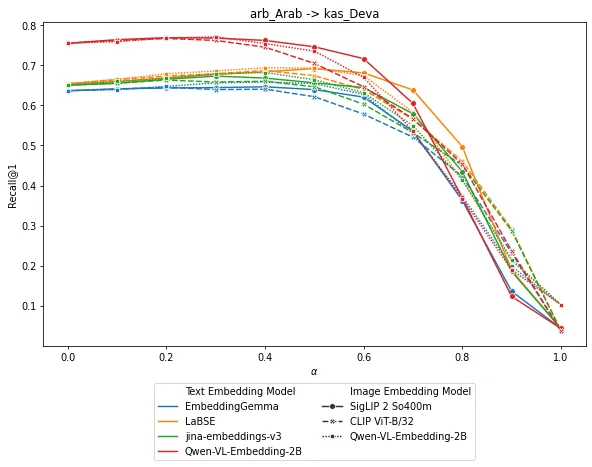 arb_Arab -> kas_Deva
Recall@1
0.8
0.7
0.6
0.5
0.4
0.3
0.2
0.1
0.0 0.2 0.4 0.6 0.8 1.0
α
Text Embedding Model Image Embedding Model
EmbeddingGemma SigLIP 2 So400m
LaBSE CLIP ViT-B/32
jina-embeddings-v3 Qwen-VL-Embedding-2B
Qwen-VL-Embedding-2B